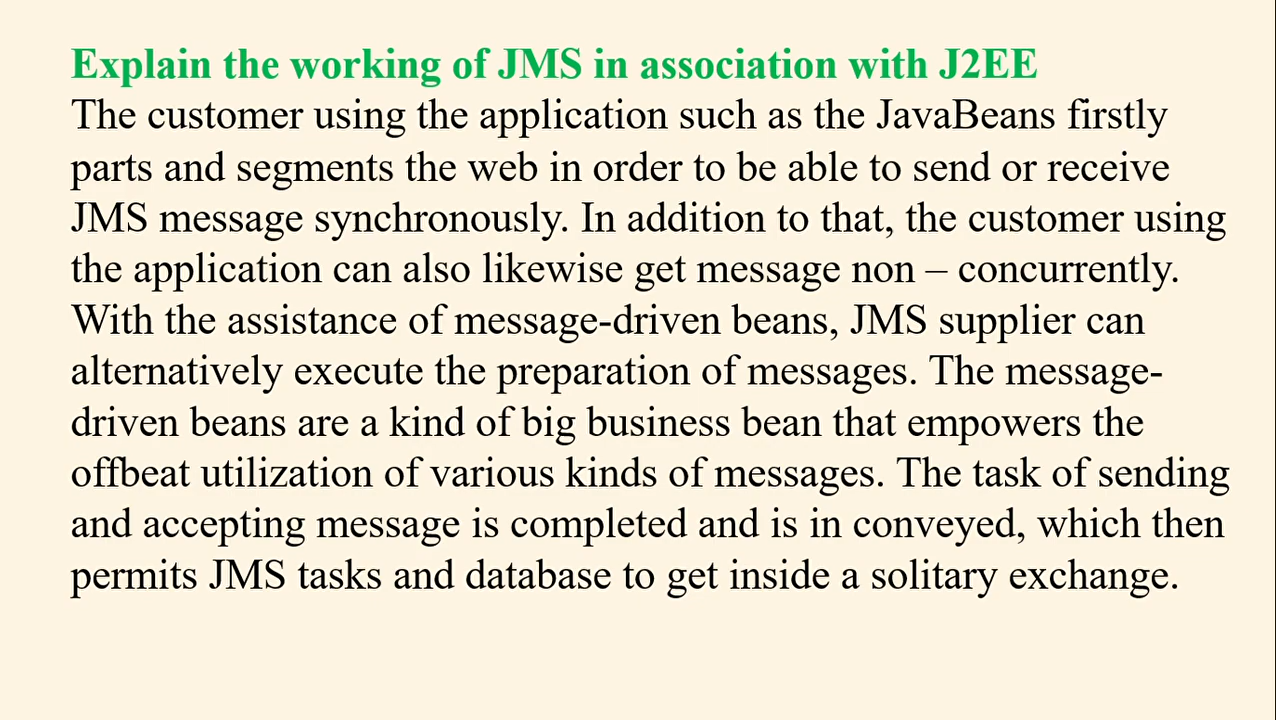 Explain the working of JMS in association with J2EE
The customer using the application such as the JavaBeans firstly
parts and segments the web in order to be able to send or receive
JMS message synchronously. In addition to that, the customer using
the application can also likewise get message non – concurrently.
With the assistance of message-driven beans, JMS supplier can
alternatively execute the preparation of messages. The message-
driven beans are a kind of big business bean that empowers the
offbeat utilization of various kinds of messages. The task of sending
and accepting message is completed and is in conveyed, which then
permits JMS tasks and database to get inside a solitary exchange.